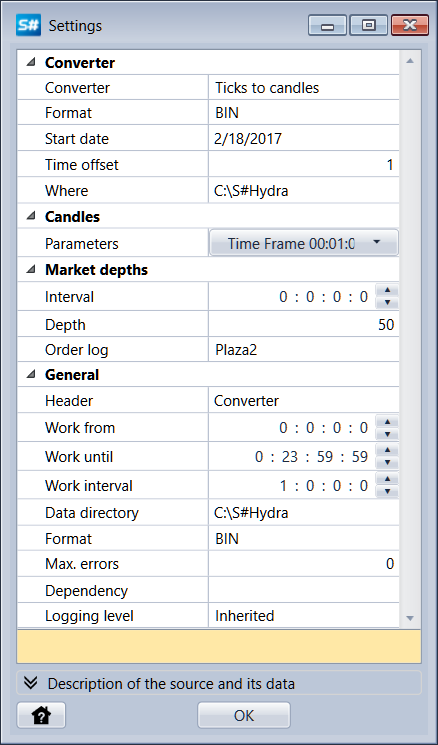 S# Settings
Converter
Converter Ticks to candles
Format BIN
Start date 2/18/2017
Time offset 1
Where C:\S#Hydra
Candles
Parameters Time Frame 00:01:0
Market depths
Interval 0 : 0 : 0 : 0
Depth 50
Order log Plaza2
General
Header Converter
Work from 0 : 0 : 0 : 0
Work until 0 : 23 : 59 : 59
Work interval 1 : 0 : 0 : 0
Data directory C:\S#Hydra
Format BIN
Max. errors 0
Dependency
Logging level Inherited
Description of the source and its data
? OK